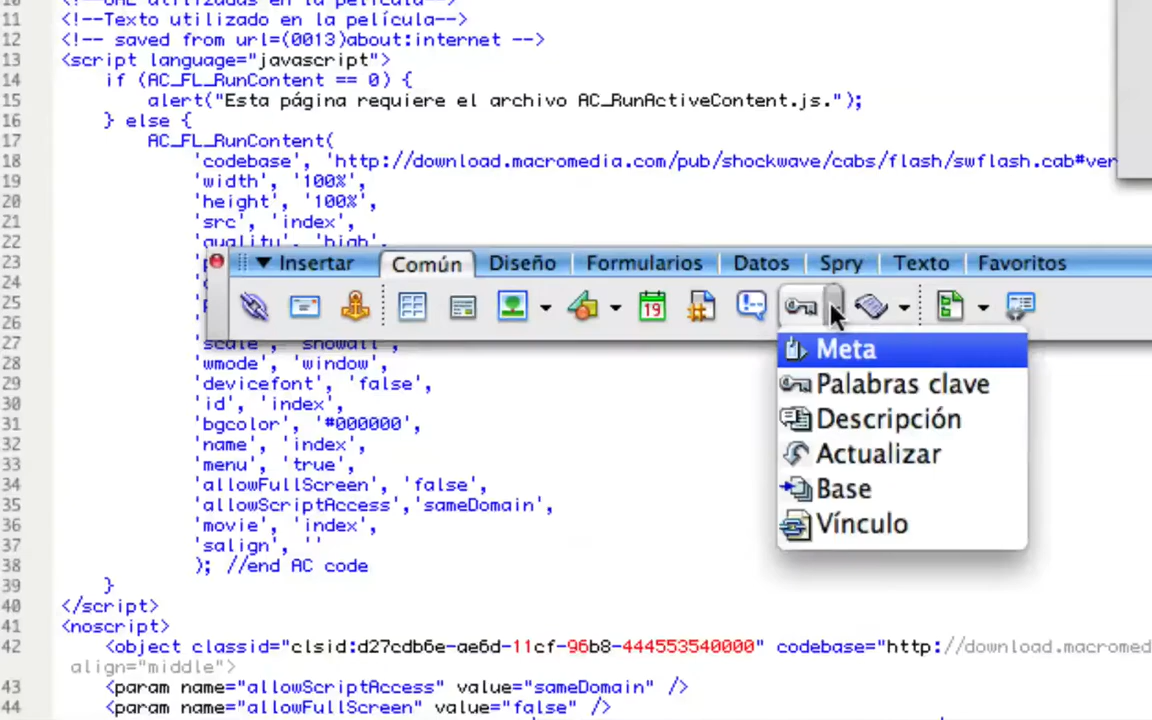 11 <!--Texto utilizado en la película-->
12 <!-- saved from url=(0013)about:internet -->
13 <script language="javascript">
14 if (AC_FL_RunContent == 0) {
15 alert("Esta página requiere el archivo AC_RunActiveContent.js.");
16 } else {
17 AC_FL_RunContent(
18 'codebase', 'http://download.macromedia.com/pub/shockwave/cabs/flash/swflash.cab#ver
19 'width', '100%',
20 'height', '100%',
21 'src', 'index',
22 'quality', 'high',
23
Insertar Común Diseño Formularios Datos Spry Texto Favoritos
24
25
19
26
27 'scale', 'showall',
Meta
28 'wmode', 'window',
29 'devicefont', 'false',
Palabras clave
30 'id', 'index',
31 'bgcolor', '#000000',
Descripción
32 'name', 'index',
33 'menu', 'true',
Actualizar
34 'allowFullScreen', 'false',
Base
35 'allowScriptAccess','sameDomain',
36 'movie', 'index',
Vínculo
37 'salign', ''
38 ); //end AC code
39 }
40 </script>
41 <noscript>
42 <object classid="clsid:d27cdb6e-ae6d-11cf-96b8-444553540000" codebase="http://download.macromed
align="middle">
43 <param name="allowScriptAccess" value="sameDomain" />
44 <param name="allowFullScreen" value="false" />